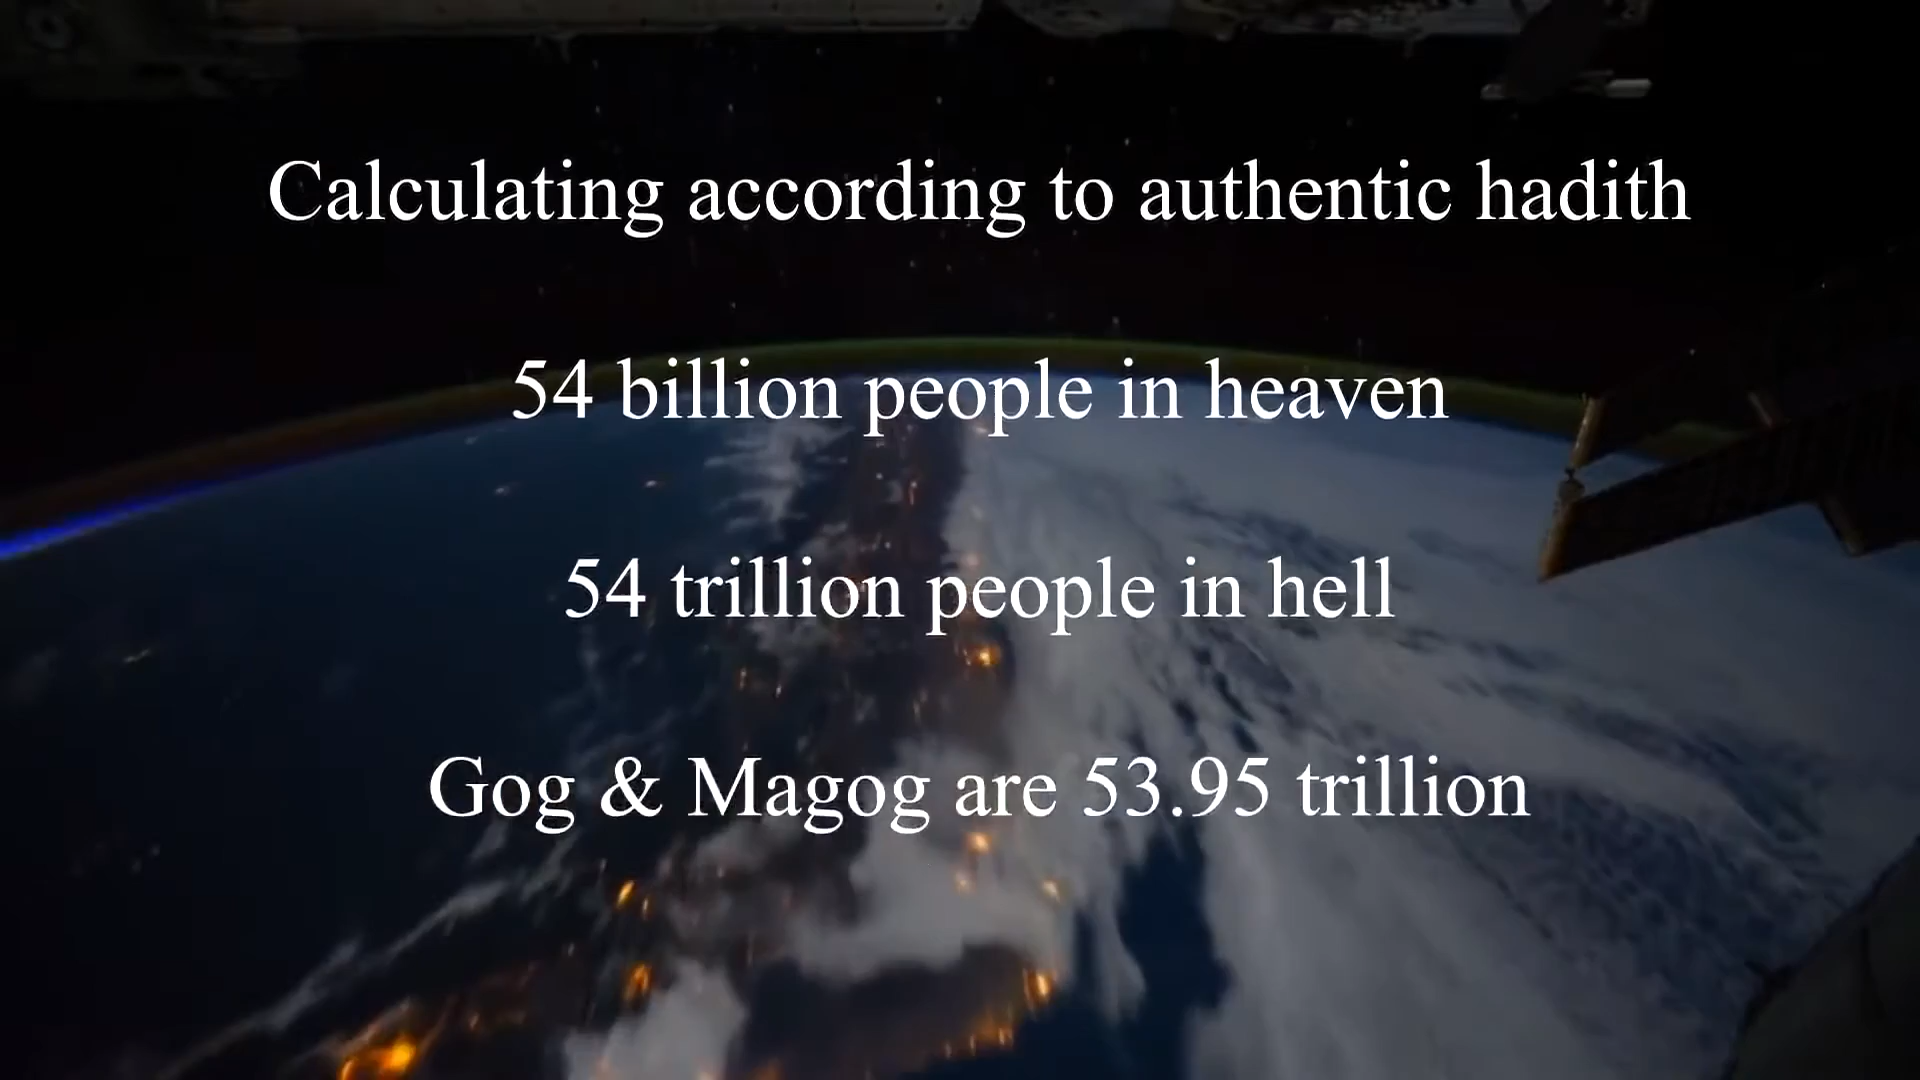 Calculating according to authentic hadith
54 billion people in heaven
54 trillion people in hell
Gog & Magog are 53.95 trillion